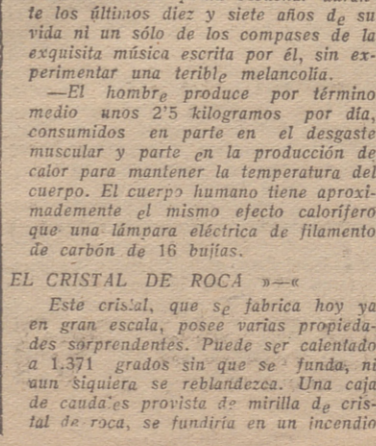 te los últimos diez y siete años de su
vida ni un sólo de los compases de la
exquisita música escrita por él, sin ex-
perimentar una terible melancolía.
—El hombre produce por término
medio unos 2'5 kilogramos por día,
consumidos en parte en el desgaste
muscular y parte en la producción de
calor para mantener la temperatura del
cuerpo. El cuerpo humano tiene aproxi-
mademente el mismo efecto calorífero
que una lámpara eléctrica de filamento
de carbón de 16 bujías.
EL CRISTAL DE ROCA »—«
Este cristal, que se fabrica hoy ya
en gran escala, posee varias propieda-
des sorprendentes. Puede ser calentado
a 1.371 grados sin que se funda, ni
aun siquiera se reblandezca. Una caja
de caudales provista de mirilla de cris-
tal de roca, se fundiría en un incendio